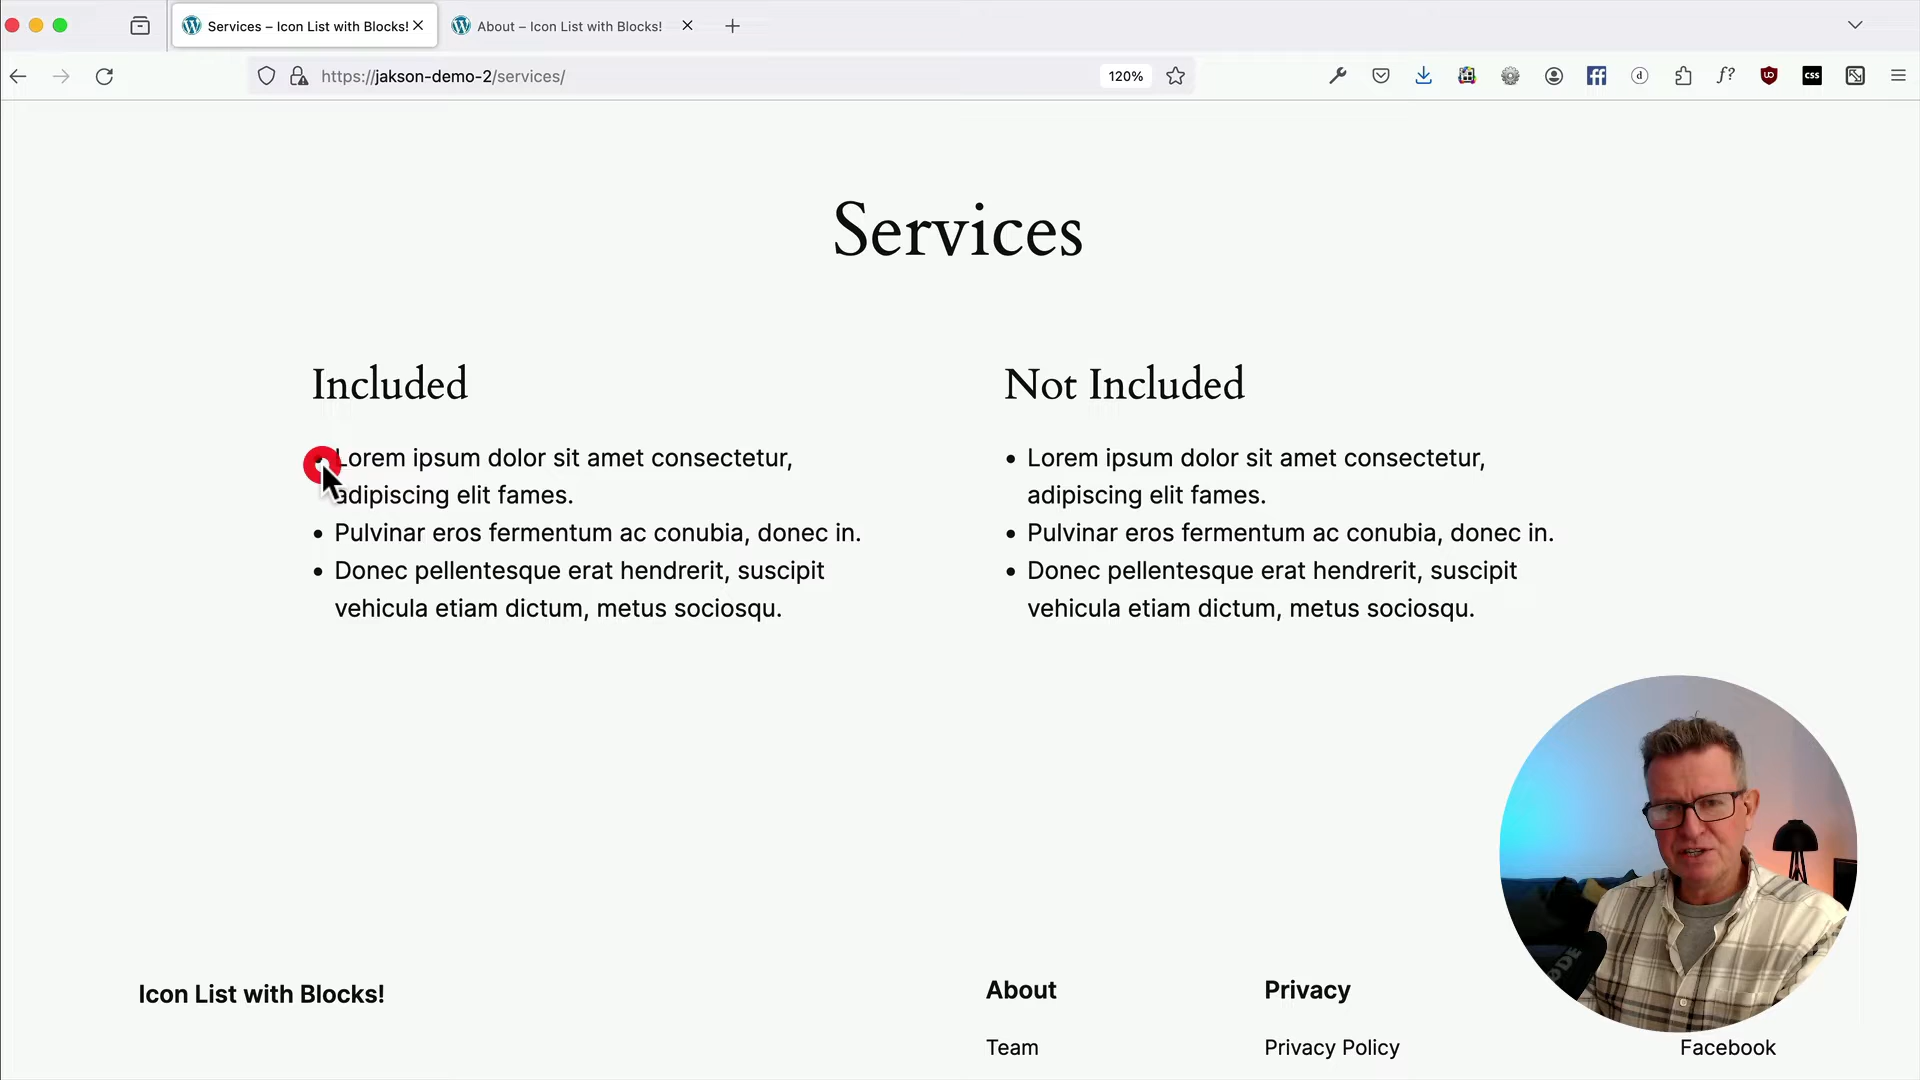 Services – Icon List with Blocks!
About – Icon List with Blocks!
https://jakson-demo-2/services/
120%
Services
Included
Not Included
Lorem ipsum dolor sit amet consectetur,
adipiscing elit fames.
Pulvinar eros fermentum ac conubia, donec in.
Donec pellentesque erat hendrerit, suscipit
vehicula etiam dictum, metus sociosqu.
Lorem ipsum dolor sit amet consectetur,
adipiscing elit fames.
Pulvinar eros fermentum ac conubia, donec in.
Donec pellentesque erat hendrerit, suscipit
vehicula etiam dictum, metus sociosqu.
Icon List with Blocks!
About
Team
Privacy
Privacy Policy
Facebook